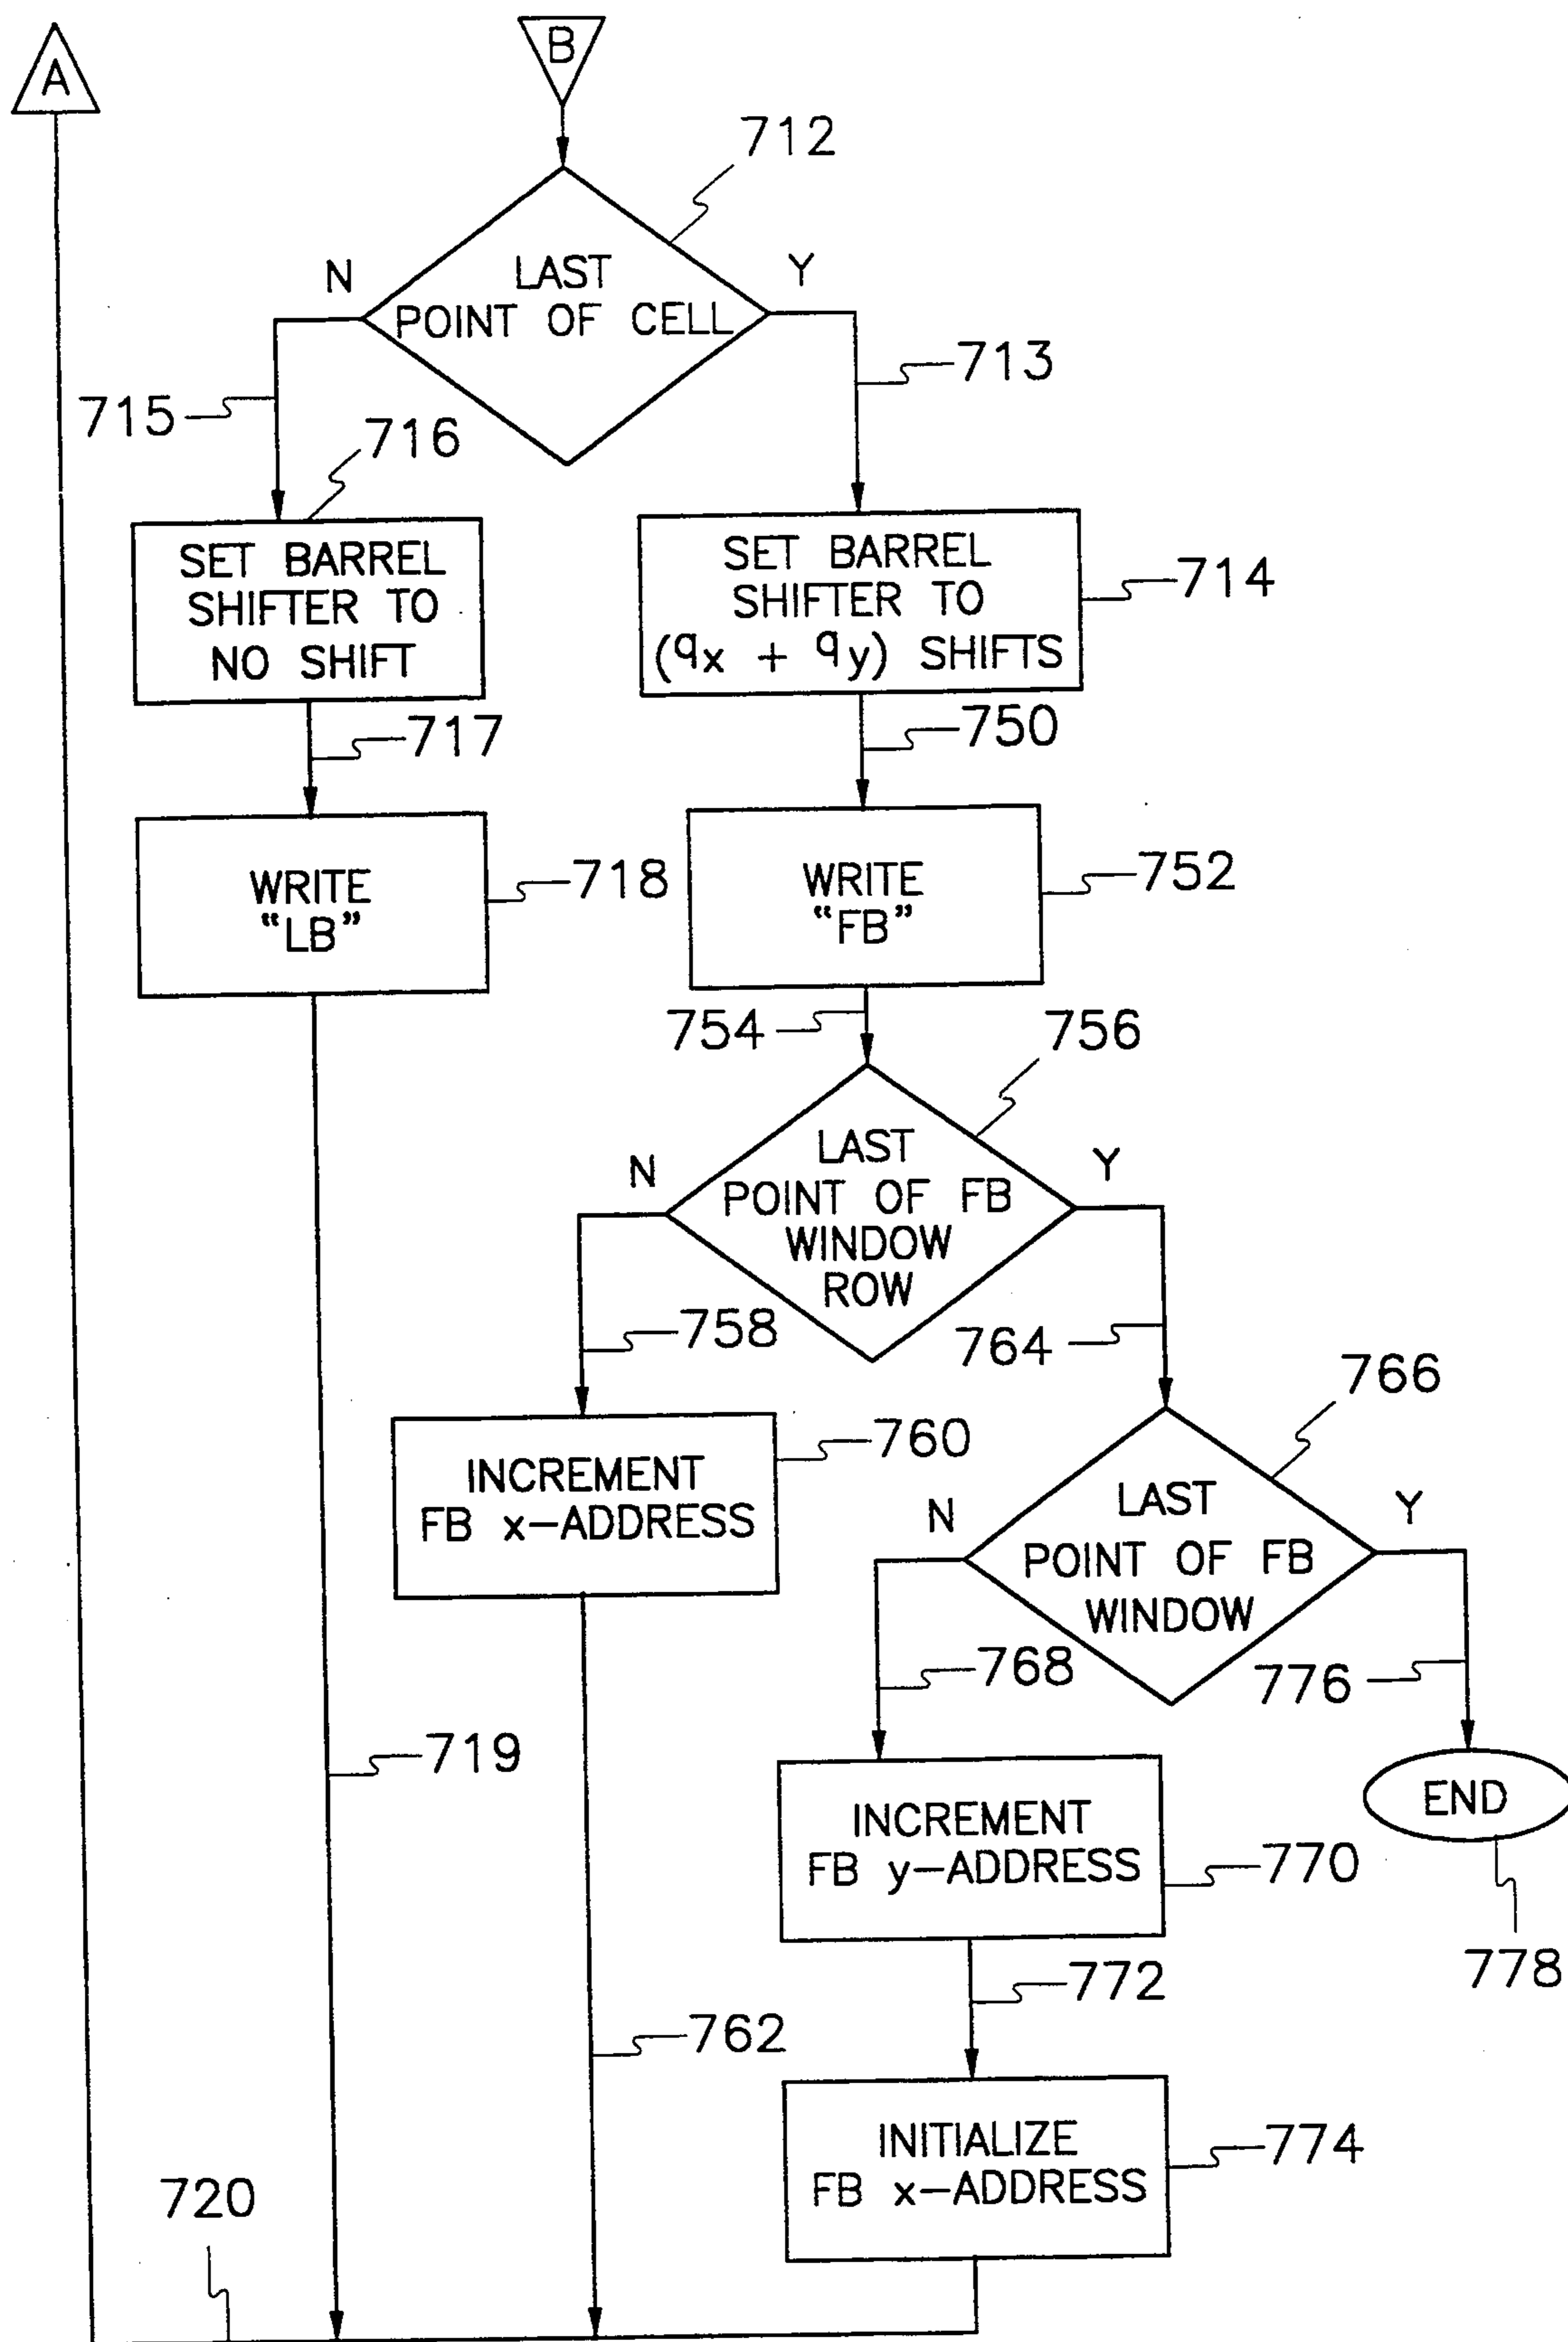 A
B
712
LAST
POINT OF CELL
N
Y
713
715
716
SET BARREL
SHIFTER TO
NO SHIFT
SET BARREL
SHIFTER TO
(qx + qy) SHIFTS
714
717
750
WRITE
“LB”
718
WRITE
“FB”
752
754
756
LAST
POINT OF FB
WINDOW
ROW
N
Y
758
764
766
INCREMENT
FB x-ADDRESS
760
LAST
POINT OF FB
WINDOW
N
Y
768
776
719
END
INCREMENT
FB y-ADDRESS
770
778
772
762
INITIALIZE
FB x-ADDRESS
774
720